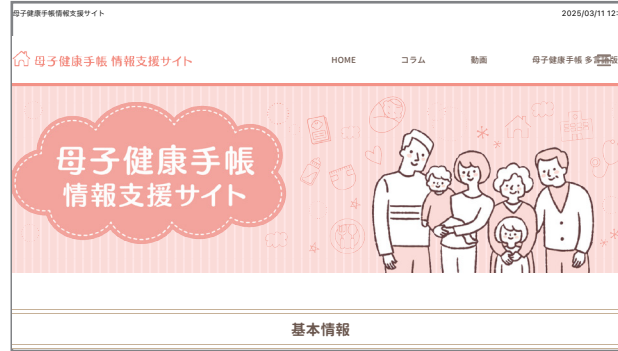 母子健康手帳情報支援サイト
2025/03/11 12:
母子健康手帳 情報支援サイト
HOME
コラム
動画
母子健康手帳 多言語版
母子健康手帳
情報支援サイト
基本情報